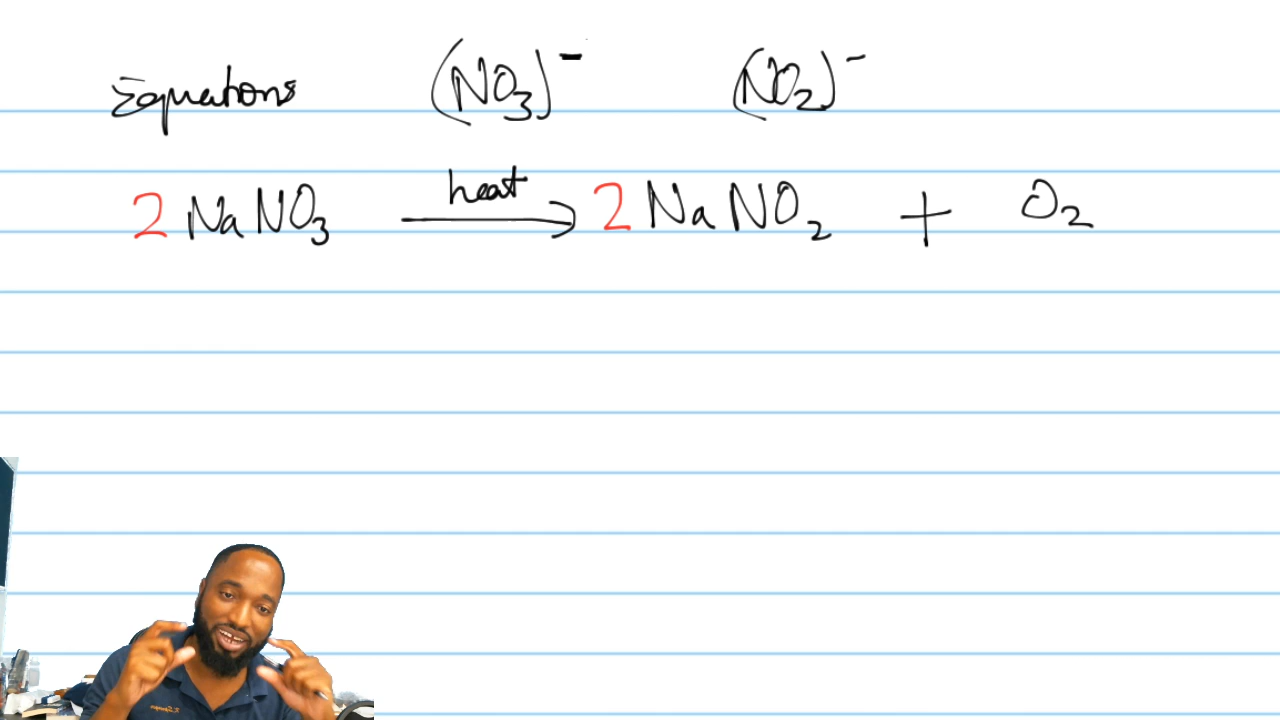 Equations (NO₃)⁻ (NO₂)⁻
2 NaNO₃ heat → 2 NaNO₂ + O₂